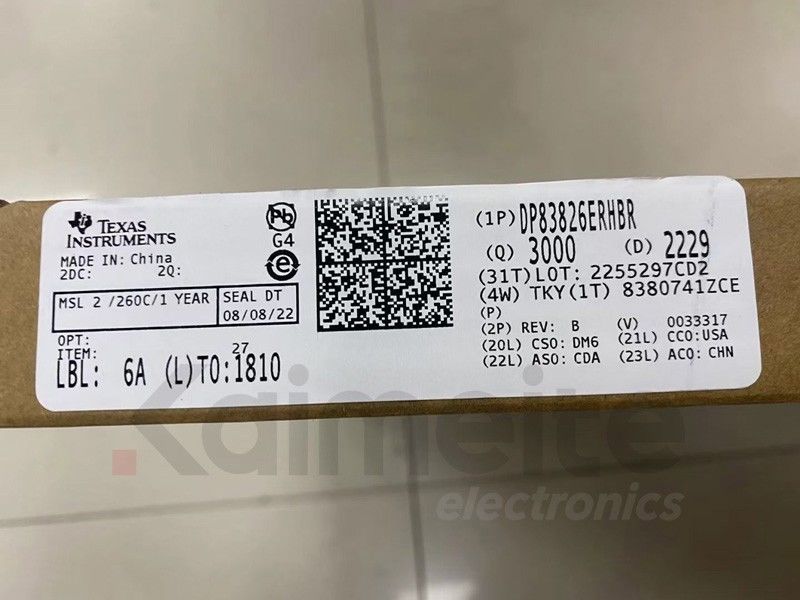 TEXAS
INSTRUMENTS
MADE IN: China
2DC: 2Q:
MSL 2 /260C/1 YEAR
SEAL DT
08/08/22
OPT:
ITEM: 27
LBL: 6A (L)TO:1810
Pb
G4
e
(1P) DP83826ERHBR
(Q) 3000 (D) 2229
(31T)LOT: 2255297CD2
(4W) TKY(1T) 8380741ZCE
(P)
(2P) REV: B (V) 0033317
(20L) CSO: DM6 (21L) CCO:USA
(22L) ASO: CDA (23L) ACO: CHN
Kaimeite
electronics